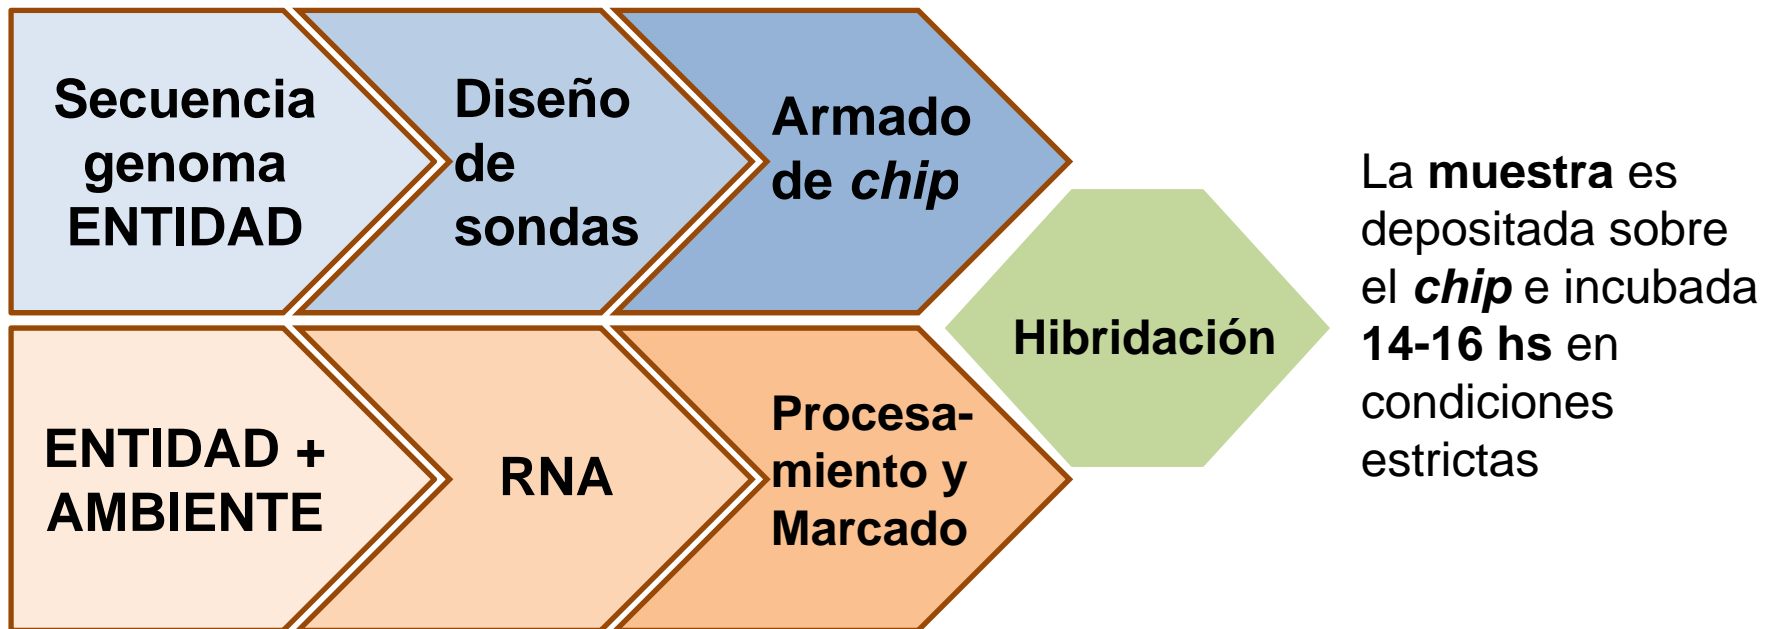 Secuencia
genoma
ENTIDAD
Diseño
de
sondas
Armado
de chip
ENTIDAD +
AMBIENTE
RNA
Procesa-
miento y
Marcado
Hibridación
La muestra es
depositada sobre
el chip e incubada
14-16 hs en
condiciones
estrictas